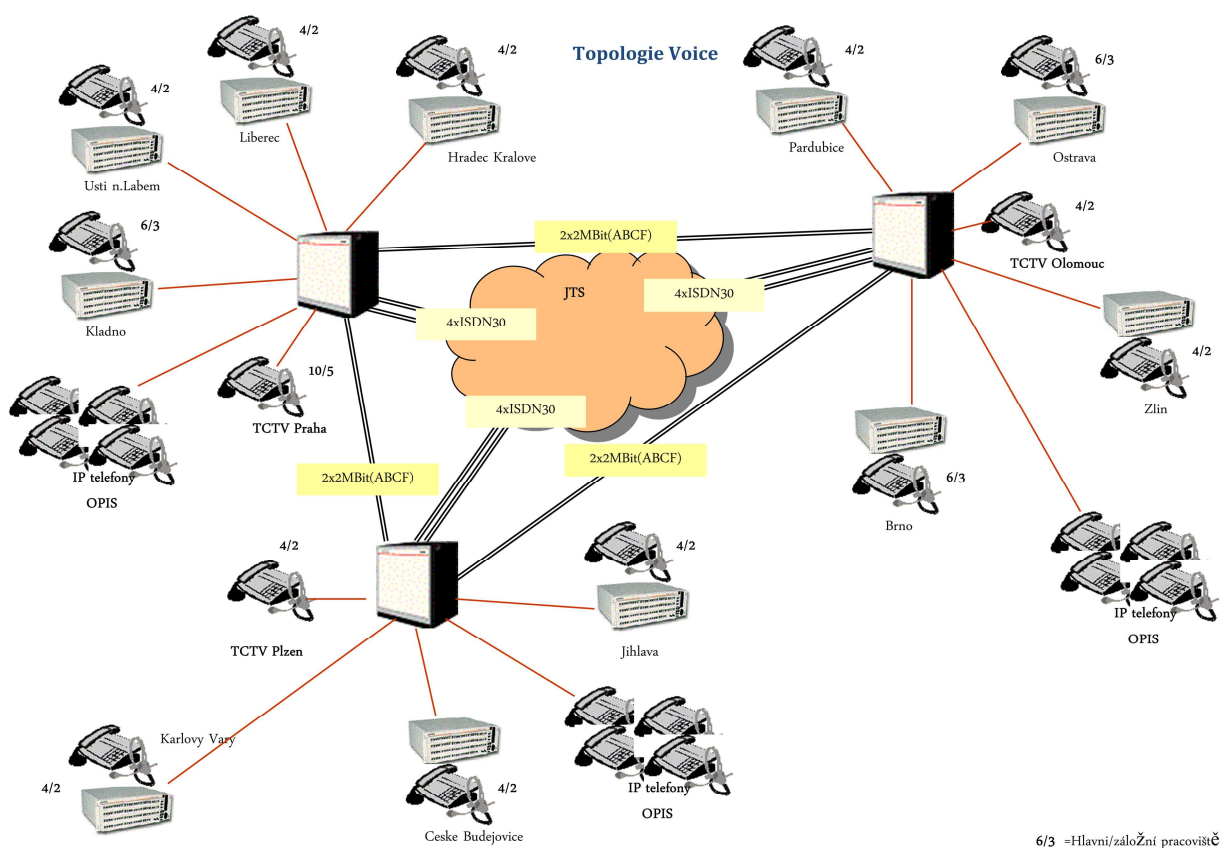 Topologie Voice
4/2
4/2
4/2
4/2
6/3
Liberec
Hradec Kralove
Pardubice
Ostrava
Usti n.Labem
6/3
4/2
2x2MBit(ABCF)
TCTV Olomouc
JTS
4xISDN30
4xISDN30
Kladno
10/5
4/2
TCTV Praha
4xISDN30
Zlin
2x2MBit(ABCF)
2x2MBit(ABCF)
IP telefony
OPIS
6/3
Brno
4/2
4/2
TCTV Plzen
Jihlava
IP telefony
OPIS
Karlovy Vary
4/2
4/2
IP telefony
OPIS
Ceske Budejovice
6/3 =Hlavni/záložní pracoviště